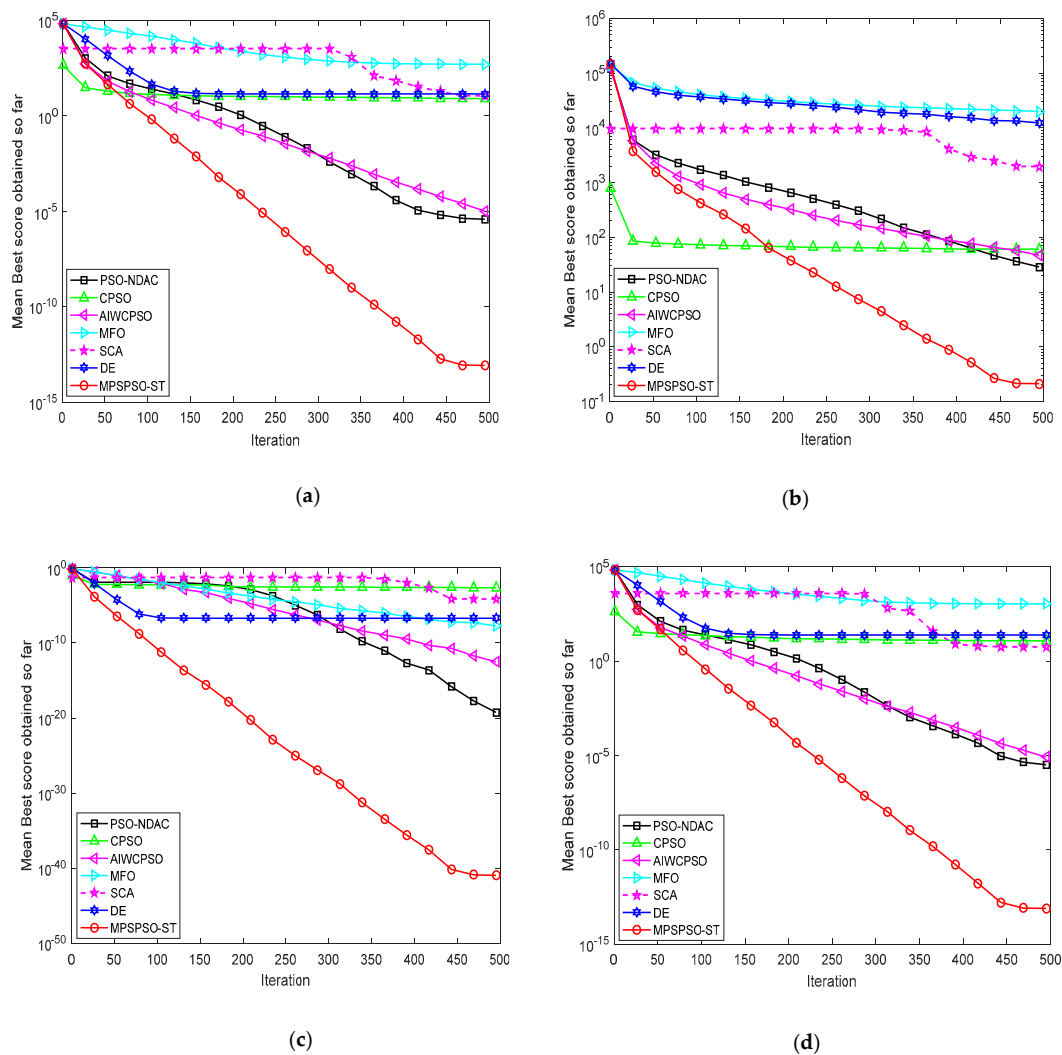 Mean Best score obtained so far
10^5
10^0
10^-5
10^-10
10^-15
PSO-NDAC
CPSO
AIWCPSO
MFO
SCA
DE
MPSPSO-ST
0 50 100 150 200 250 300 350 400 450 500
Iteration
(a)
Mean Best score obtained so far
10^6
10^5
10^4
10^3
10^2
10^1
10^0
10^-1
PSO-NDAC
CPSO
AIWCPSO
MFO
SCA
DE
MPSPSO-ST
0 50 100 150 200 250 300 350 400 450 500
Iteration
(b)
Mean Best score obtained so far
10^0
10^-10
10^-20
10^-30
10^-40
10^-50
PSO-NDAC
CPSO
AIWCPSO
MFO
SCA
DE
MPSPSO-ST
0 50 100 150 200 250 300 350 400 450 500
Iteration
(c)
Mean Best score obtained so far
10^5
10^0
10^-5
10^-10
10^-15
PSO-NDAC
CPSO
AIWCPSO
MFO
SCA
DE
MPSPSO-ST
0 50 100 150 200 250 300 350 400 450 500
Iteration
(d)